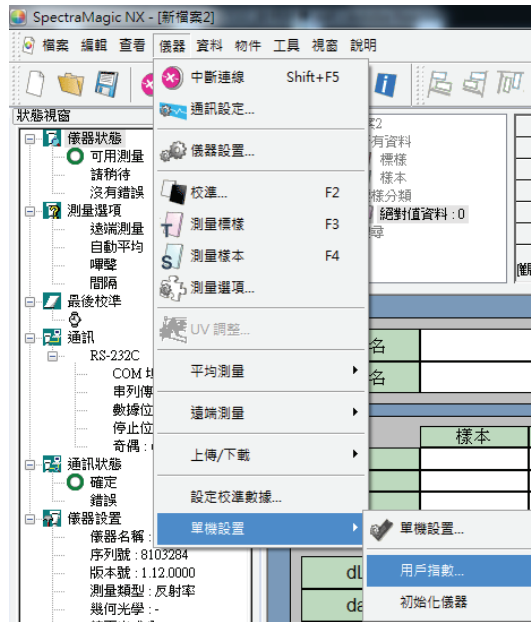 SpectraMagic NX - [新檔案2]
檔案 編輯 查看 儀器 資料 物件 工具 視窗 說明
狀態視窗
儀器狀態
可用測量
請稍待
沒有錯誤
測量選項
遠端測量
自動平均
嗶聲
間隔
最後校準
通訊
RS-232C
COM
串列傳
數據位
停止位
奇偶 :
通訊狀態
確定
錯誤
儀器設置
儀器名稱 :
序列號 : 8103284
版本號 : 1.12.0000
測量類型 : 反射率
幾何光學 : -
中斷連線 Shift+F5
通訊設定...
儀器設置...
校準... F2
測量標樣 F3
測量樣本 F4
測量選項...
UV 調整...
平均測量
遠端測量
上傳/下載
設定校準數據...
單機設置
單機設置...
用戶指數...
初始化儀器
案2
有資料
標樣
樣本
樣分類
絕對值資料 : 0
尋
名
名
樣本
dL
da